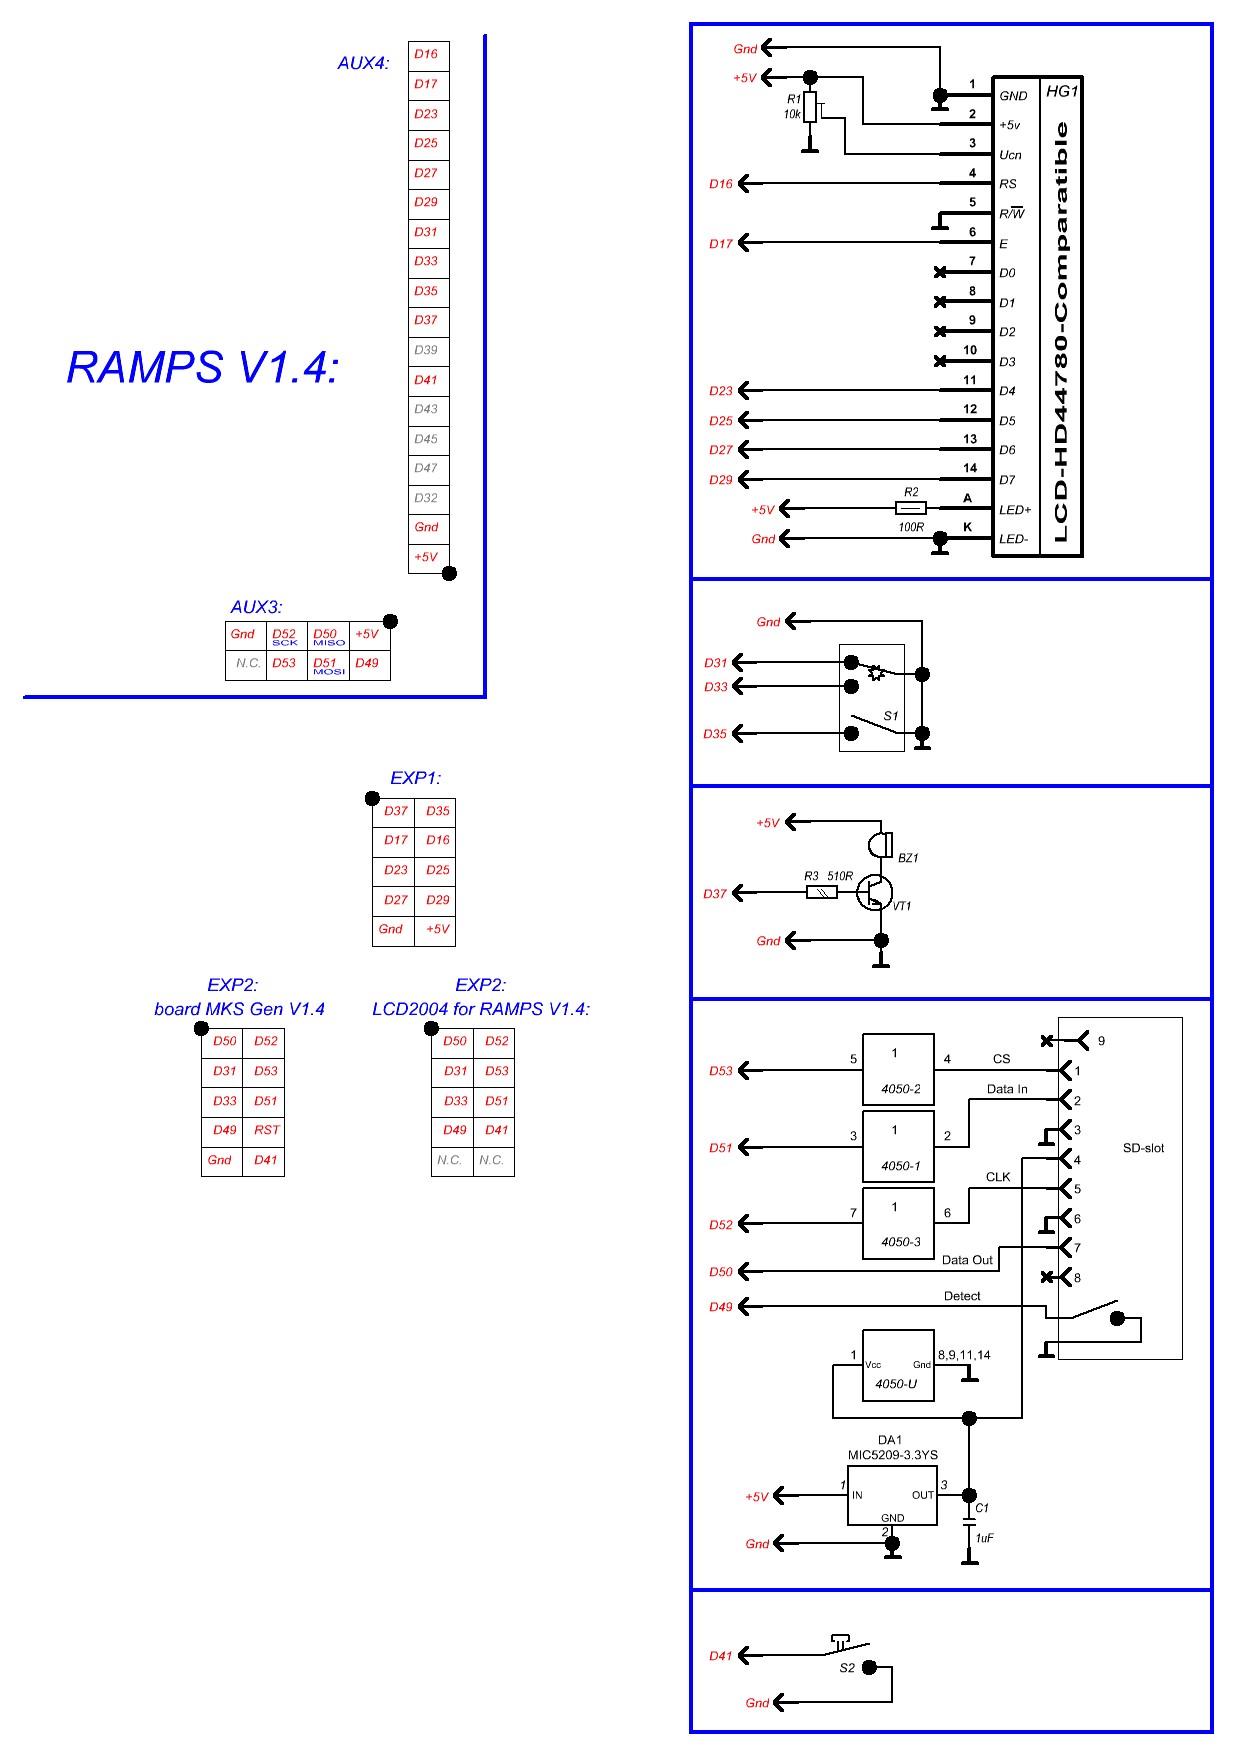 AUX4:
D16
D17
D23
D25
D27
D29
D31
D33
D35
D37
D39
D41
D43
D45
D47
D32
Gnd
+5V
RAMPS V1.4:
AUX3:
Gnd D52 SCK D50 MISO +5V
N.C. D53 D51 MOSI D49
EXP1:
D37 D35
D17 D16
D23 D25
D27 D29
Gnd +5V
EXP2:
board MKS Gen V1.4
D50 D52
D31 D53
D33 D51
D49 RST
Gnd D41
EXP2:
LCD2004 for RAMPS V1.4:
D50 D52
D31 D53
D33 D51
D49 D41
N.C. N.C.
Gnd
+5V
R1
10k
1 GND
2 +5v
3 Ucn
D16 4 RS
5 R/W
D17 6 E
7 D0
8 D1
9 D2
10 D3
D23 11 D4
D25 12 D5
D27 13 D6
D29 14 D7
+5V R2 100R A LED+
Gnd K LED-
HG1
LCD-HD44780-Comparatible
Gnd
D31
D33
D35 S1
+5V
BZ1
D37 R3 510R
VT1
Gnd
9
D53 5 1 4 CS 1
4050-2
Data In 2
D51 3 1 2
4050-1
3
SD-slot
4
CLK 5
D52 7 1 6
4050-3
6
D50 Data Out 7
8
D49 Detect
1 Vcc Gnd 8,9,11,14
4050-U
DA1
MIC5209-3.3YS
+5V 1 IN OUT 3
C1
1uF
GND
2
Gnd
D41
S2
Gnd